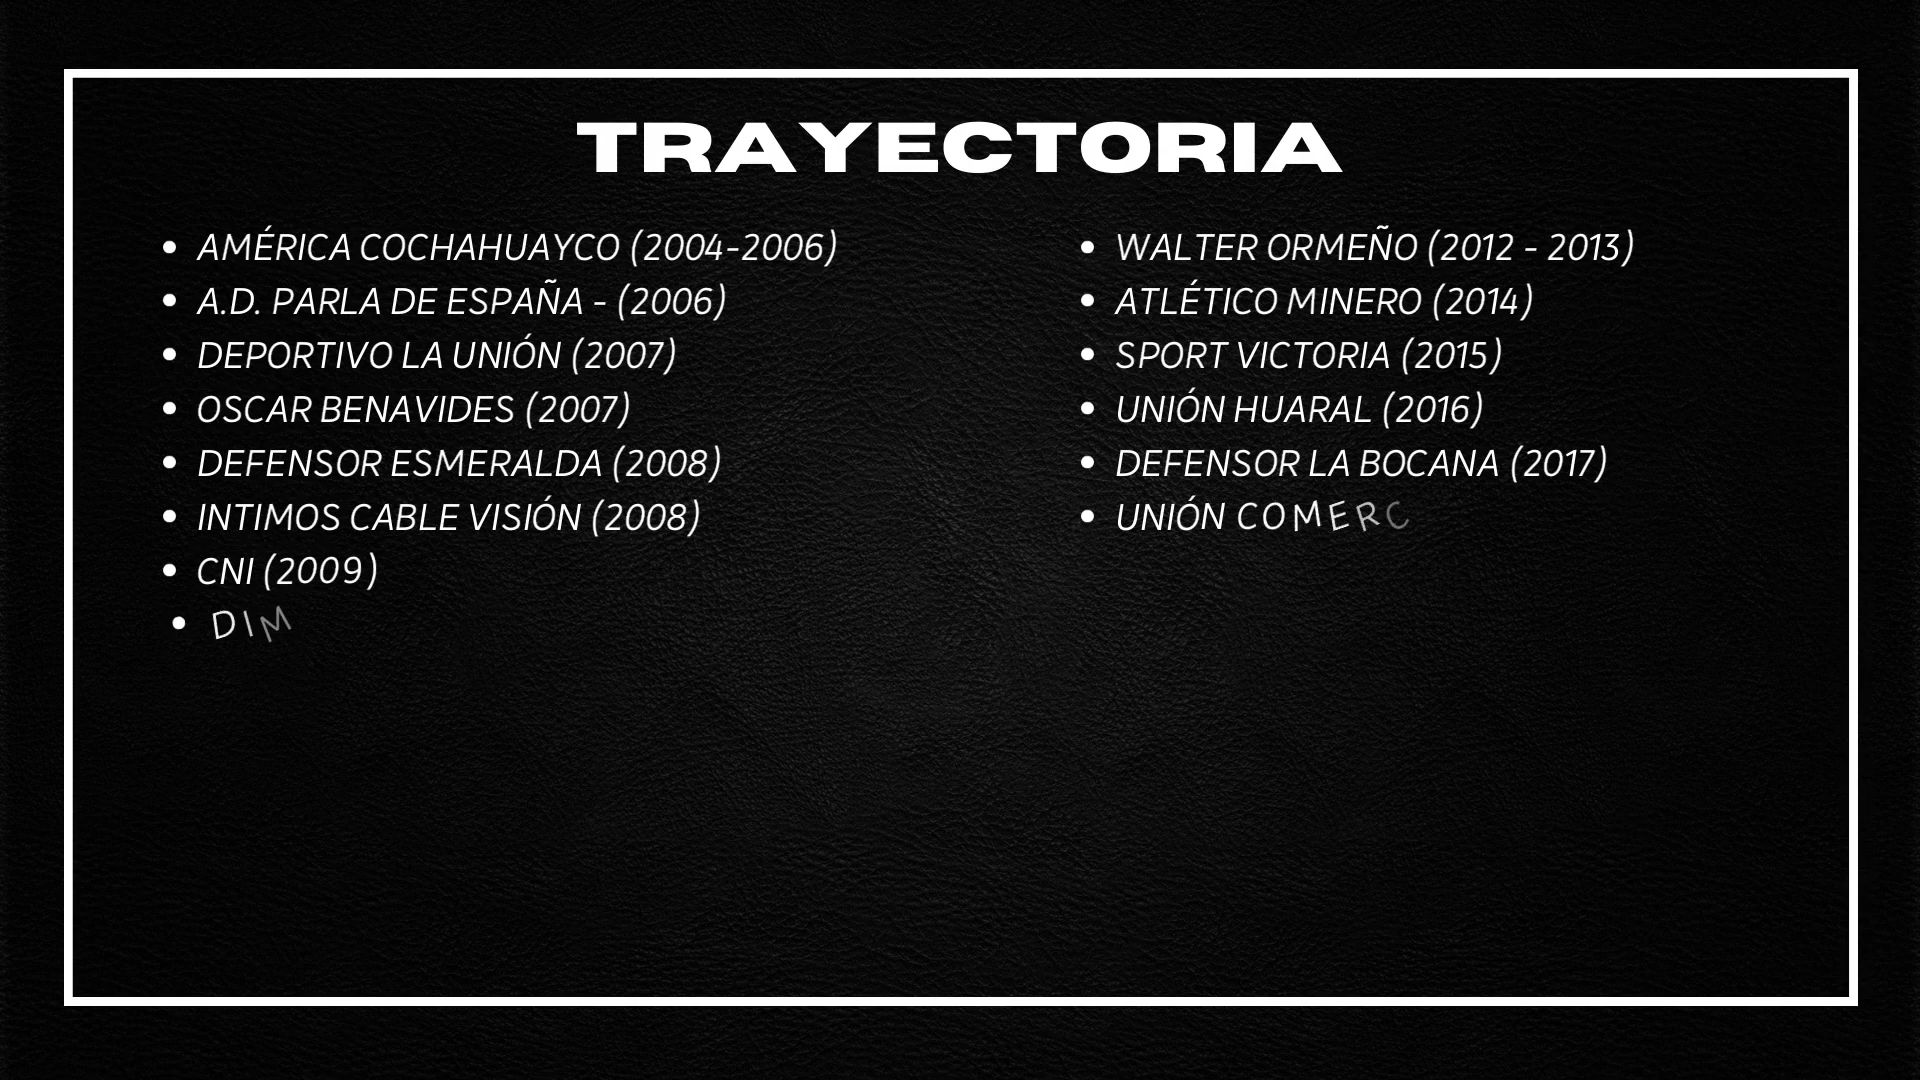 TRAYECTORIA
AMÉRICA COCHAHUAYCO (2004-2006)
A.D. PARLA DE ESPAÑA - (2006)
DEPORTIVO LA UNIÓN (2007)
OSCAR BENAVIDES (2007)
DEFENSOR ESMERALDA (2008)
INTIMOS CABLE VISIÓN (2008)
CNI (2009)
DIM
WALTER ORMEÑO (2012 - 2013)
ATLÉTICO MINERO (2014)
SPORT VICTORIA (2015)
UNIÓN HUARAL (2016)
DEFENSOR LA BOCANA (2017)
UNIÓN COMERC